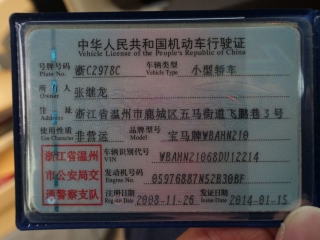 中华人民共和国机动车行驶证
Vehicle License of the People's Republic of China
号牌号码 浙C2978C 车辆类型 小型轿车
Plate No. Vehicle Type
所有人 张继龙
Owner
住址 浙江省温州市鹿城区五马街道飞鹏巷3号
Address
使用性质 非营运 品牌型号 宝马牌WBAHN210
Use Character Model
浙江省温州
市公安局交
通警察支队
车辆识别代号 WBAHN21068DU12214
VIN
发动机号码 05976887N52B30BF
Engine No.
注册日期 2008-11-26 发证日期 2014-01-15
Register Date Issue Date